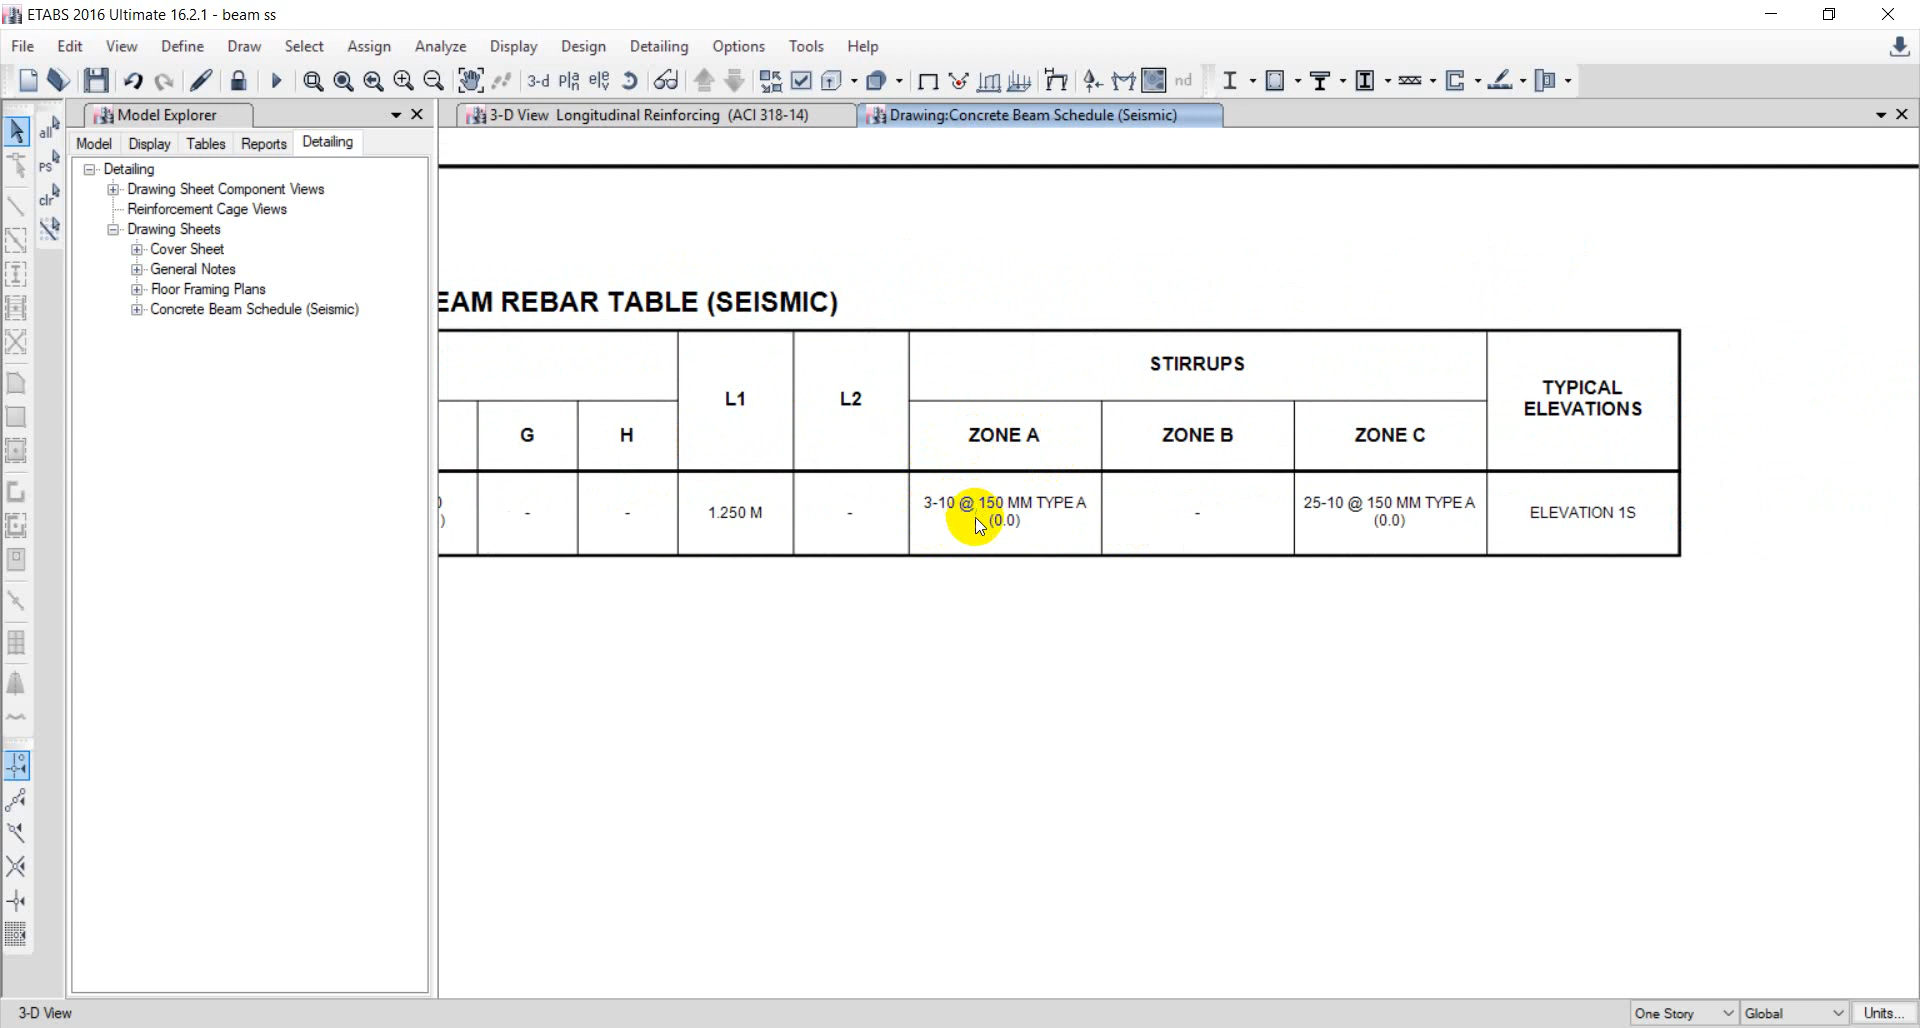 ETABS 2016 Ultimate 16.2.1 - beam ss
File Edit View Define Draw Select Assign Analyze Display Design Detailing Options Tools Help
3-d nd
all
PS
clr
Model Explorer
3-D View Longitudinal Reinforcing (ACI 318-14)
Drawing:Concrete Beam Schedule (Seismic)
Model Display Tables Reports Detailing
Detailing
Drawing Sheet Component Views
Reinforcement Cage Views
Drawing Sheets
Cover Sheet
General Notes
Floor Framing Plans
Concrete Beam Schedule (Seismic)
EAM REBAR TABLE (SEISMIC)
L1 L2 STIRRUPS TYPICAL
ELEVATIONS
G H ZONE A ZONE B ZONE C
- - 1.250 M - 3-10 @ 150 MM TYPE A - 25-10 @ 150 MM TYPE A ELEVATION 1S
(0.0) (0.0)
3-D View One Story Global Units...